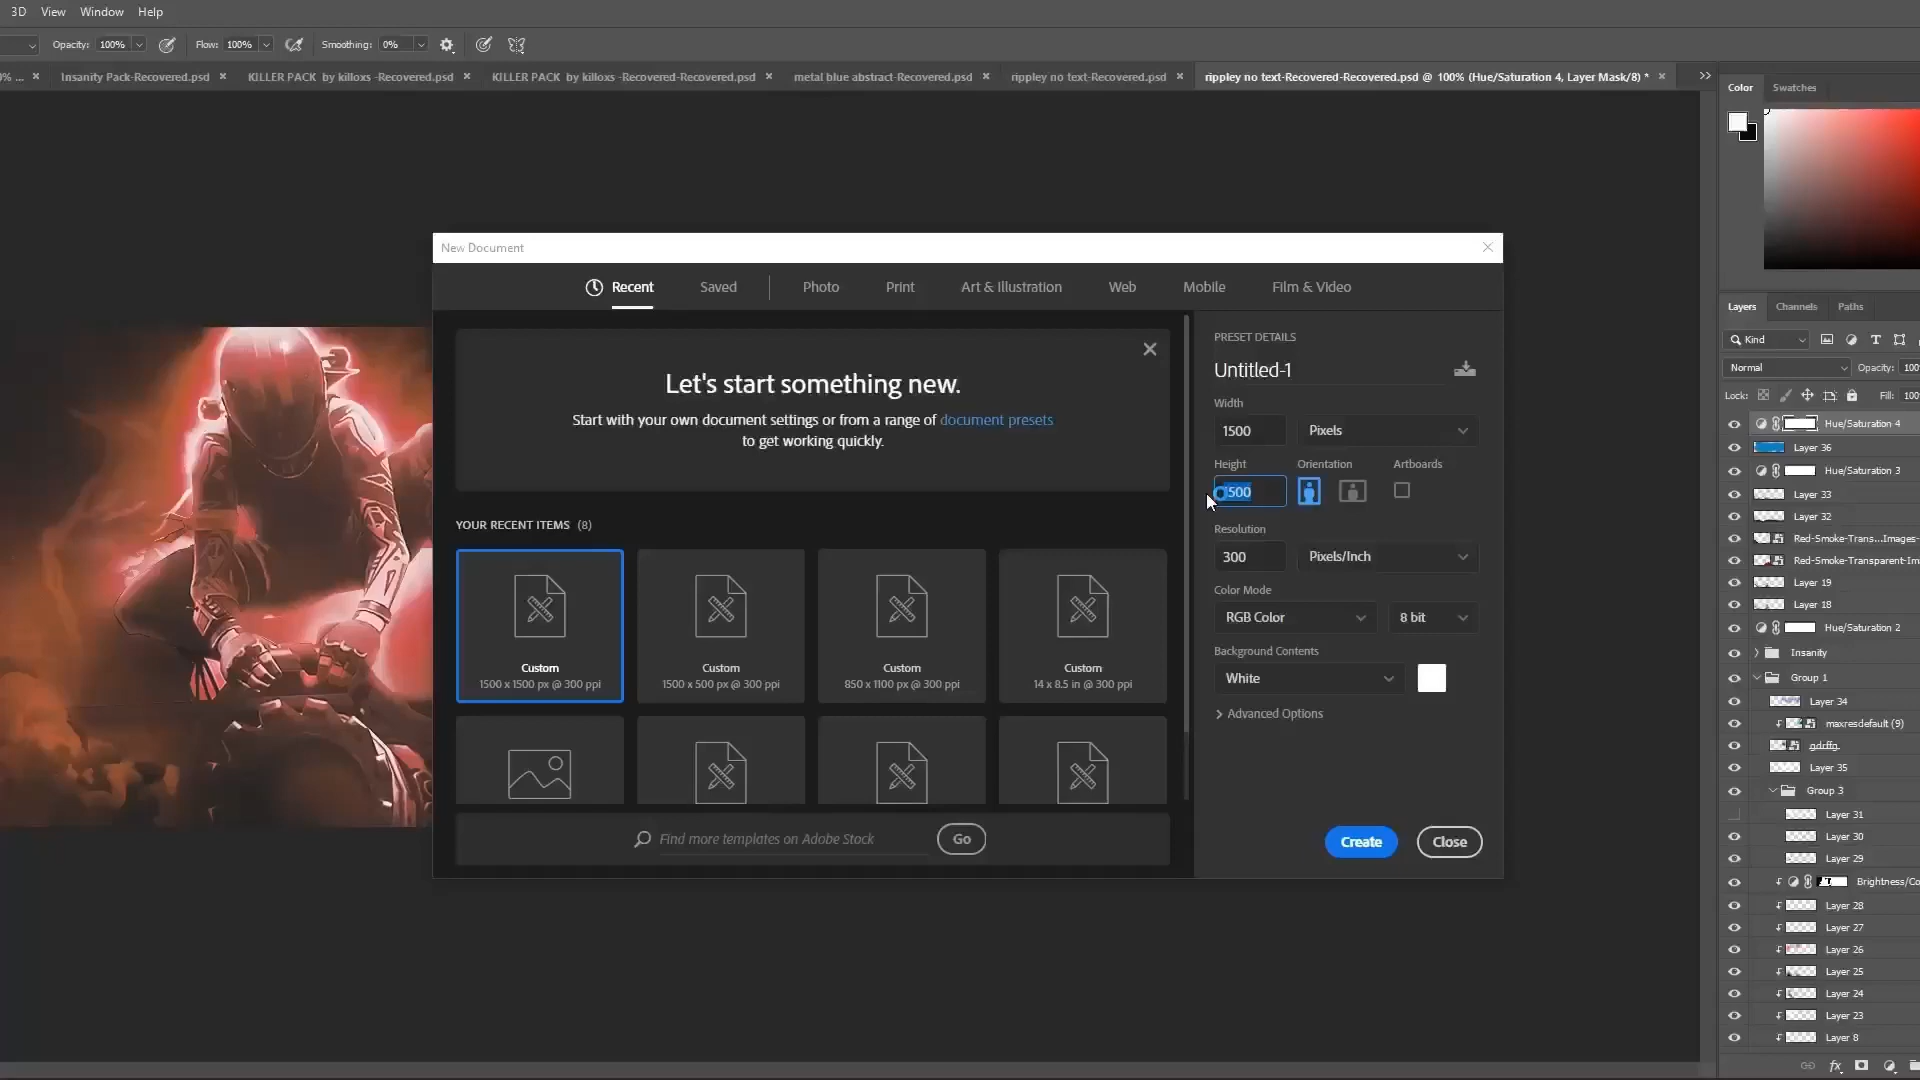 3D View Window Help
Opacity: 100% Flow: 100% Smoothing: 0%
0% ... × Insanity Pack-Recovered.psd × KILLER PACK by killoxs -Recovered.psd × KILLER PACK by killoxs -Recovered-Recovered.psd × metal blue abstract-Recovered.psd × rippley no text-Recovered.psd × rippley no text-Recovered-Recovered.psd @ 100% (Hue/Saturation 4, Layer Mask/8) * ×
Color Swatches
New Document
Recent Saved Photo Print Art & Illustration Web Mobile Film & Video
Let's start something new.
Start with your own document settings or from a range of document presets
to get working quickly.
YOUR RECENT ITEMS (8)
Custom
1500 x 1500 px @ 300 ppi
Custom
1500 x 500 px @ 300 ppi
Custom
850 x 1100 px @ 300 ppi
Custom
14 x 8.5 in @ 300 ppi
Find more templates on Adobe Stock Go
PRESET DETAILS
Untitled-1
Width
1500 Pixels
Height Orientation Artboards
1500
Resolution
300 Pixels/Inch
Color Mode
RGB Color 8 bit
Background Contents
White
Advanced Options
Create Close
Layers Channels Paths
Kind
Normal Opacity: 100
Lock: Fill: 100
Hue/Saturation 4
Layer 36
Hue/Saturation 3
Layer 33
Layer 32
Red-Smoke-Trans...Images-
Red-Smoke-Transparent-Im
Layer 19
Layer 18
Hue/Saturation 2
Insanity
Group 1
Layer 34
maxresdefault (9)
gdrffg
Layer 35
Group 3
Layer 31
Layer 30
Layer 29
Brightness/Co
Layer 28
Layer 27
Layer 26
Layer 25
Layer 24
Layer 23
Layer 8
fx